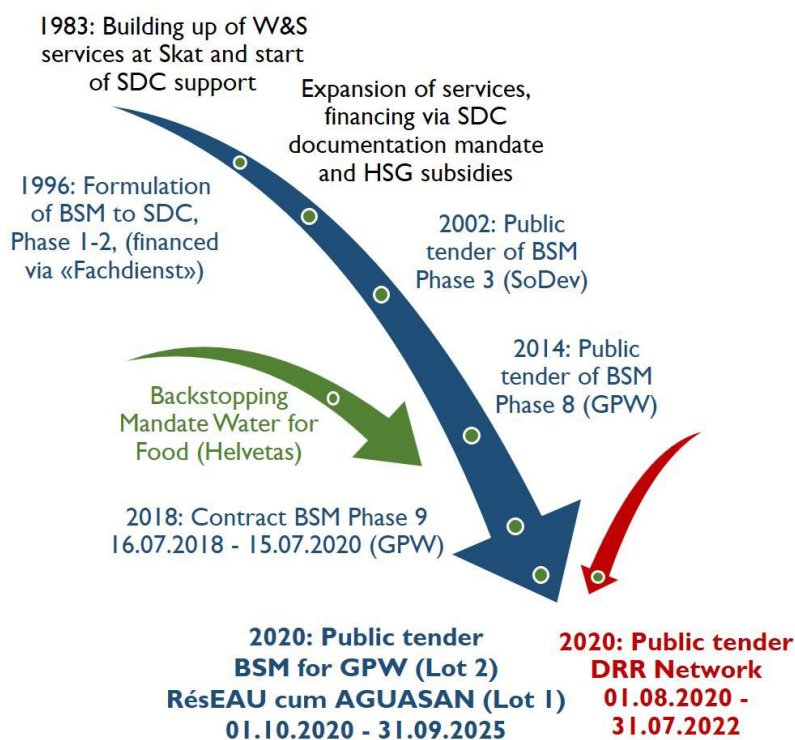 1983: Building up of W&S
services at Skat and start
of SDC support
Expansion of services,
financing via SDC
documentation mandate
and HSG subsidies
1996: Formulation
of BSM to SDC,
Phase 1-2, (financed
via «Fachdienst»)
2002: Public
tender of BSM
Phase 3 (SoDev)
2014: Public
tender of BSM
Phase 8 (GPW)
Backstopping
Mandate Water for
Food (Helvetas)
2018: Contract BSM Phase 9
16.07.2018 - 15.07.2020 (GPW)
2020: Public tender
BSM for GPW (Lot 2)
RésEAU cum AGUASAN (Lot 1)
01.10.2020 - 31.09.2025
2020: Public tender
DRR Network
01.08.2020 -
31.07.2022